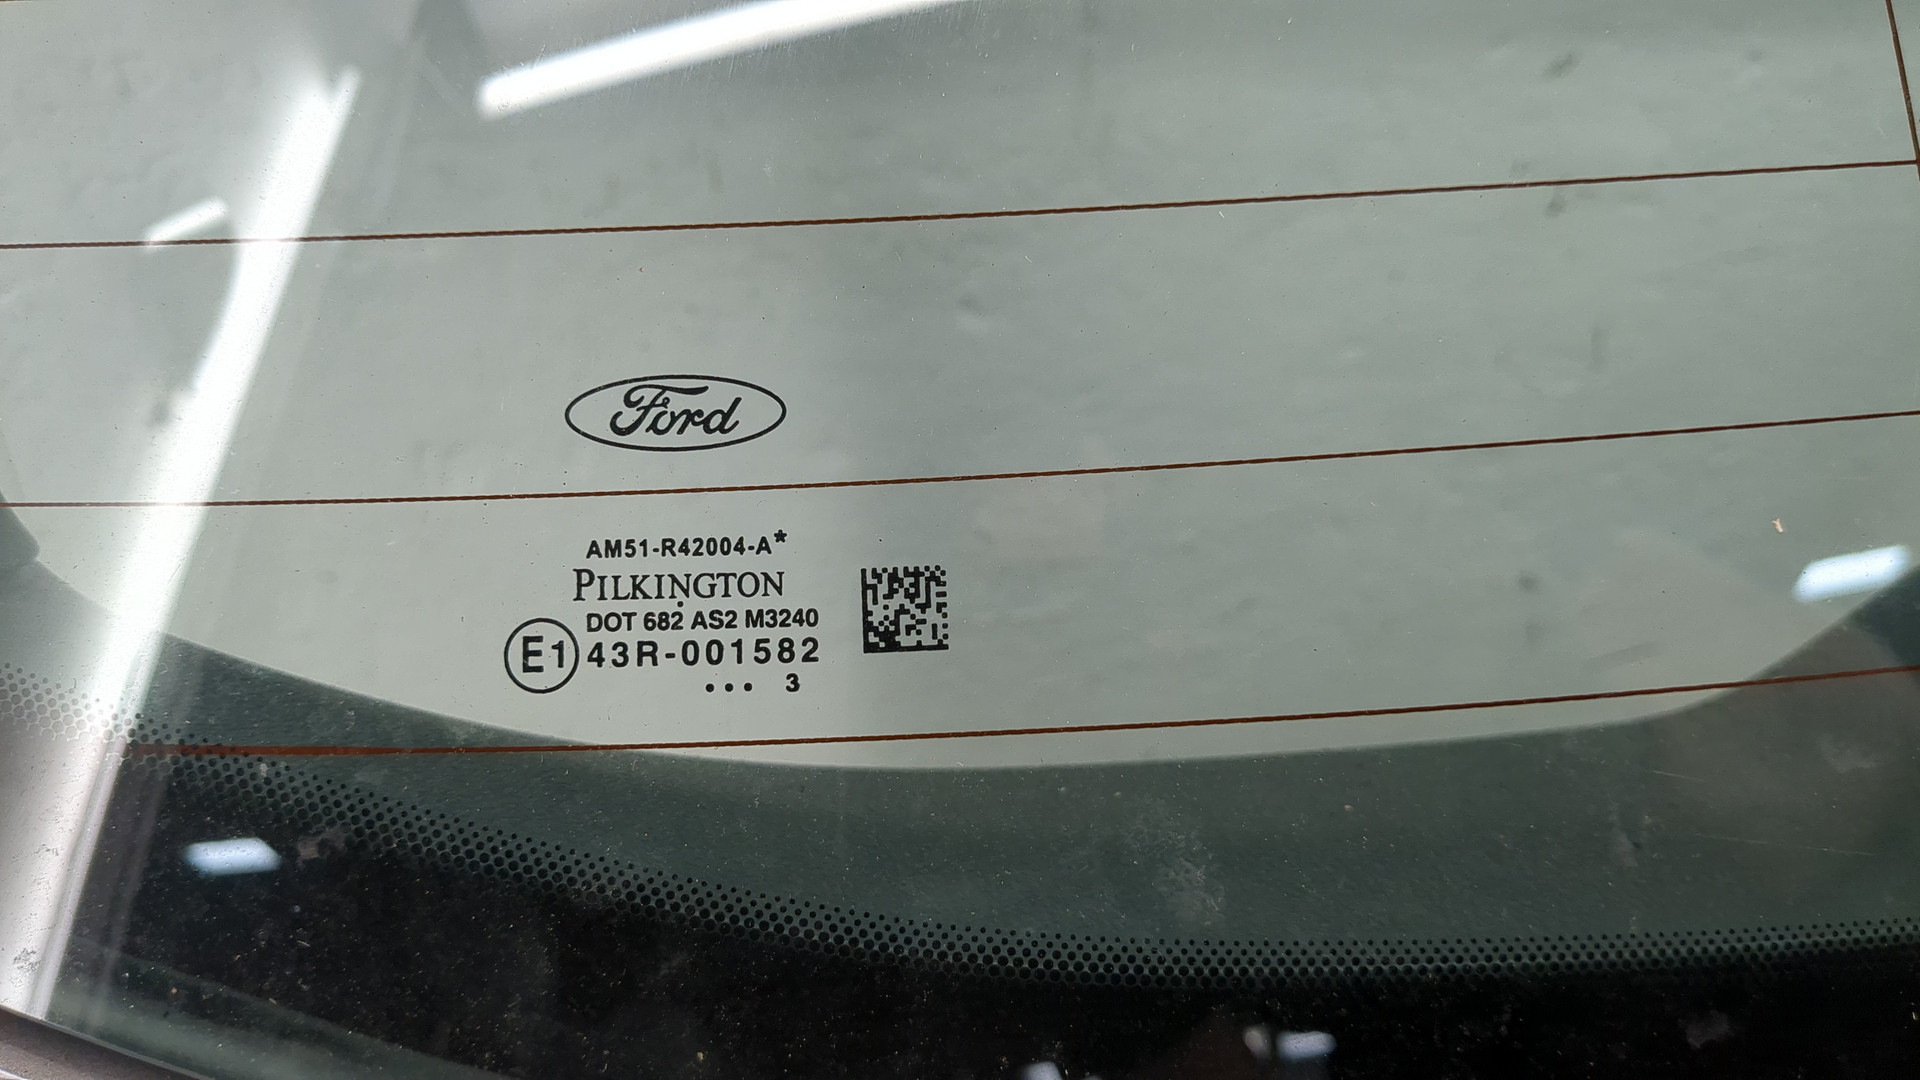 Ford
AM51-R42004-A*
PILKINGTON
DOT 682 AS2 M3240
E1 43R-001582
... 3